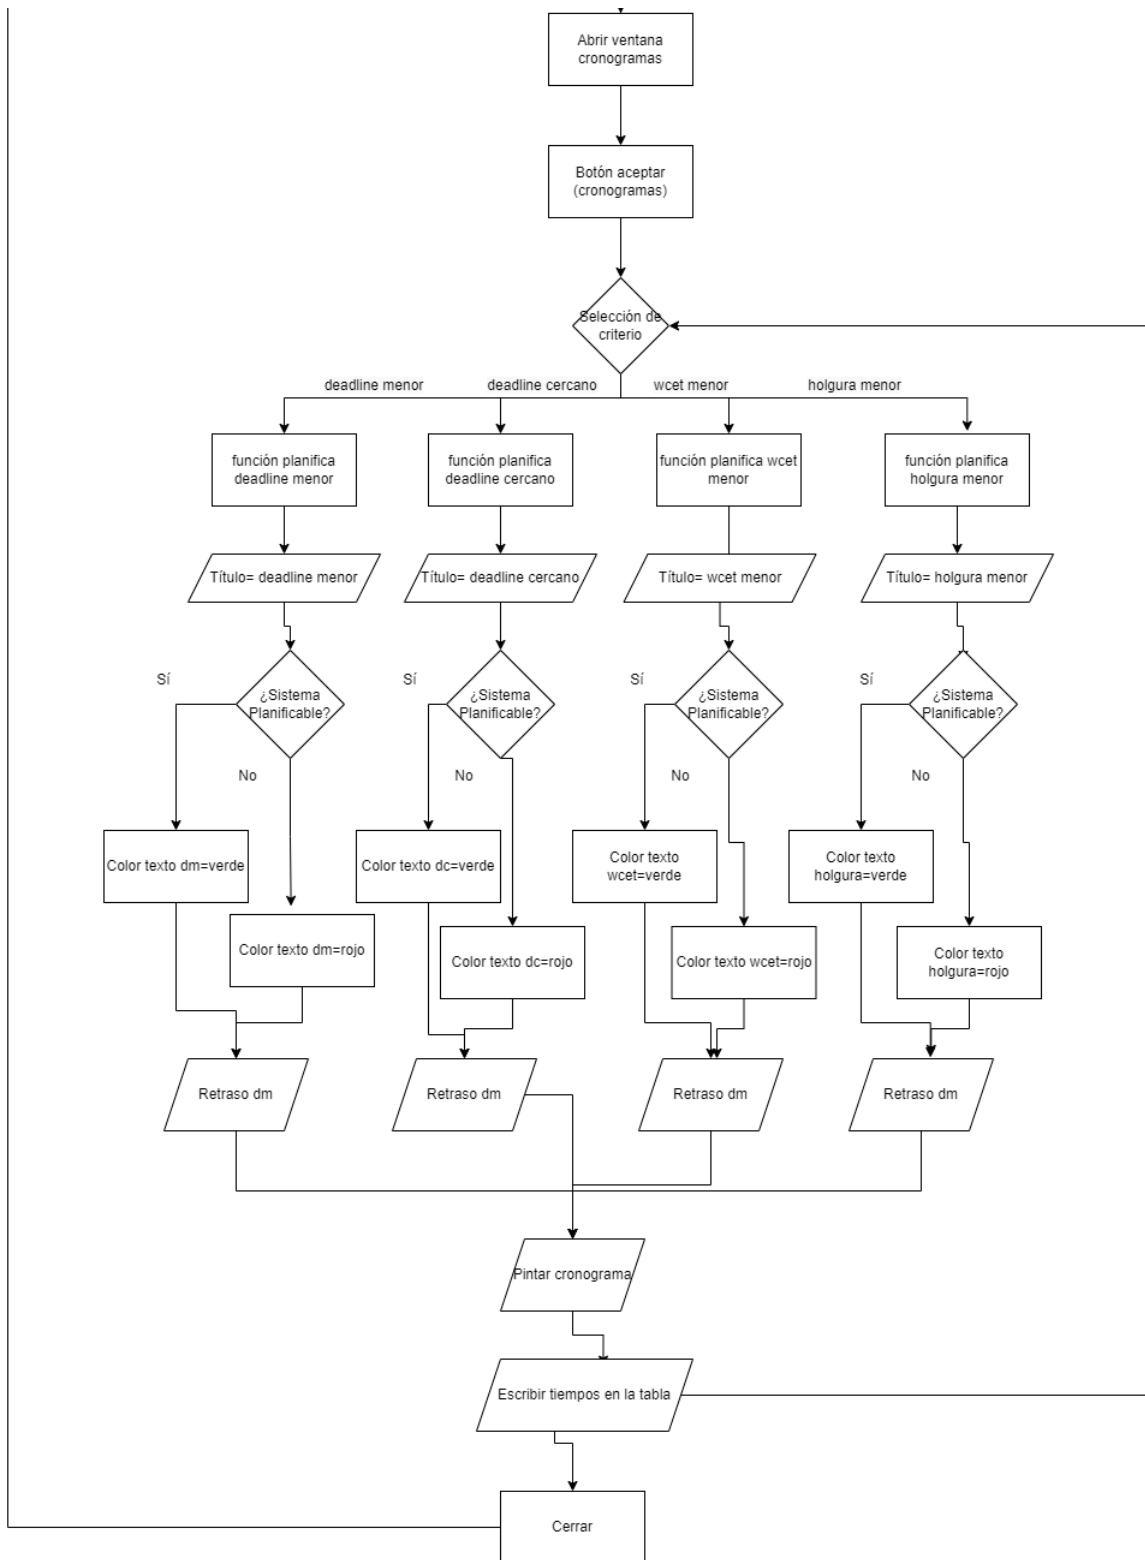 Abrir ventana
cronogramas
Botón aceptar
(cronogramas)
Selección de
criterio
deadline menor
deadline cercano
wcet menor
holgura menor
función planifica
deadline menor
función planifica
deadline cercano
función planifica wcet
menor
función planifica
holgura menor
Título= deadline menor
Título= deadline cercano
Título= wcet menor
Título= holgura menor
Sí
¿Sistema
Planificable?
No
Sí
¿Sistema
Planificable?
No
Sí
¿Sistema
Planificable?
No
Sí
¿Sistema
Planificable?
No
Color texto dm=verde
Color texto dc=verde
Color texto
wcet=verde
Color texto
holgura=verde
Color texto dm=rojo
Color texto dc=rojo
Color texto wcet=rojo
Color texto
holgura=rojo
Retraso dm
Retraso dm
Retraso dm
Retraso dm
Pintar cronograma
Escribir tiempos en la tabla
Cerrar